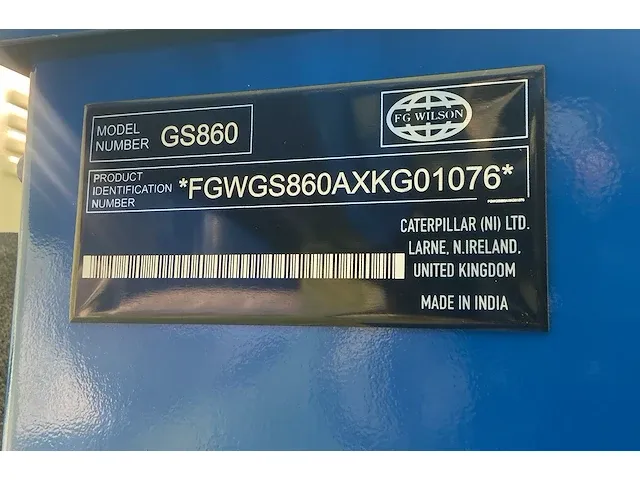 MODEL
NUMBER
GS860
FG WILSON
PRODUCT
IDENTIFICATION
NUMBER
*FGWGS860AXKG01076*
CATERPILLAR (NI) LTD.
LARNE, N.IRELAND,
UNITED KINGDOM
MADE IN INDIA